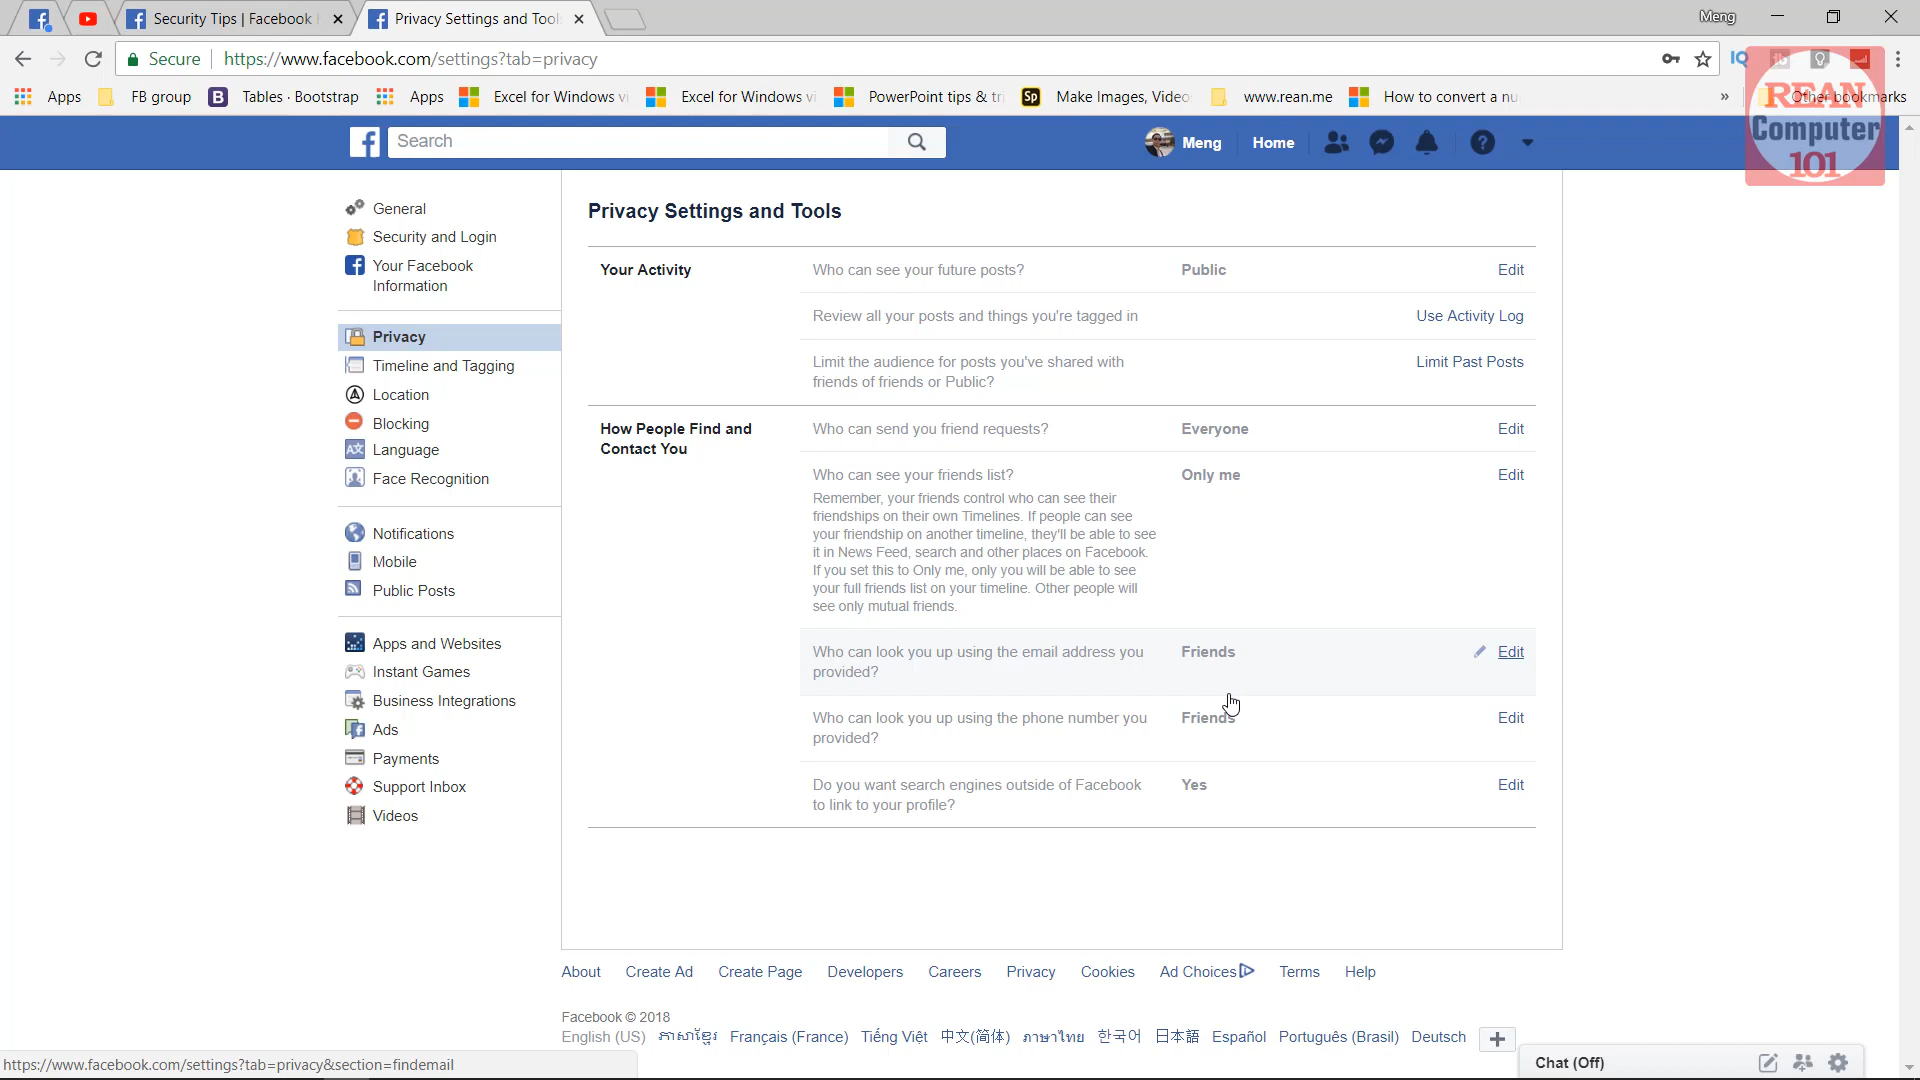 Security Tips | Facebook
Privacy Settings and Tool
Meng
Secure
https://www.facebook.com/settings?tab=privacy
Apps
FB group
B
Tables · Bootstrap
Apps
Excel for Windows v
Excel for Windows vi
PowerPoint tips & tr
Sp
Make Images, Video
www.rean.me
How to convert a nu
»
Other bookmarks
REAN
Computer
101
Search
Meng
Home
General
Security and Login
Your Facebook
Information
Privacy
Timeline and Tagging
Location
Blocking
Language
Face Recognition
Notifications
Mobile
Public Posts
Apps and Websites
Instant Games
Business Integrations
Ads
Payments
Support Inbox
Videos
Privacy Settings and Tools
Your Activity
Who can see your future posts?
Public
Edit
Review all your posts and things you're tagged in
Use Activity Log
Limit the audience for posts you've shared with
friends of friends or Public?
Limit Past Posts
How People Find and
Contact You
Who can send you friend requests?
Everyone
Edit
Who can see your friends list?
Only me
Edit
Remember, your friends control who can see their
friendships on their own Timelines. If people can see
your friendship on another timeline, they'll be able to see
it in News Feed, search and other places on Facebook.
If you set this to Only me, only you will be able to see
your full friends list on your timeline. Other people will
see only mutual friends.
Who can look you up using the email address you
provided?
Friends
Edit
Who can look you up using the phone number you
provided?
Friends
Edit
Do you want search engines outside of Facebook
to link to your profile?
Yes
Edit
About Create Ad Create Page Developers Careers Privacy Cookies Ad Choices Terms Help
Facebook © 2018
English (US) ភាសាខ្មែរ Français (France) Tiếng Việt 中文(简体) ภาษาไทย 한국어 日本語 Español Português (Brasil) Deutsch
https://www.facebook.com/settings?tab=privacy&section=findemail
Chat (Off)